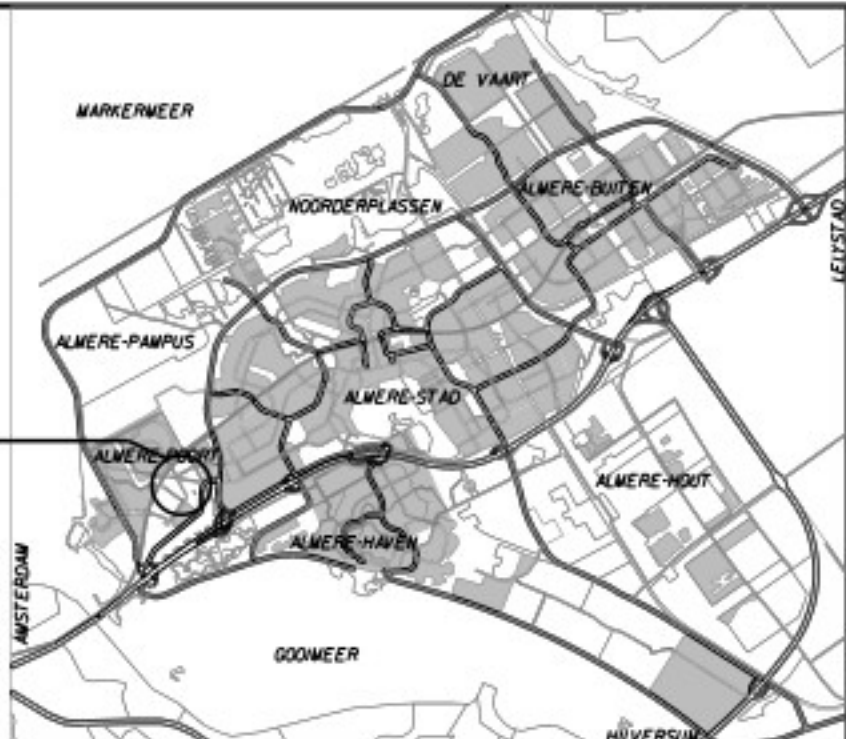 DE VAART
MARKERMEER
ALMERE-BUITEN
NOORDERPLASSEN
LELYSTAD
ALMERE-PAMPUS
ALMERE-STAD
ALMERE-POORT
ALMERE-HOUT
ALMERE-HAVEN
AMSTERDAM
GOOIMEER
HILVERSUM